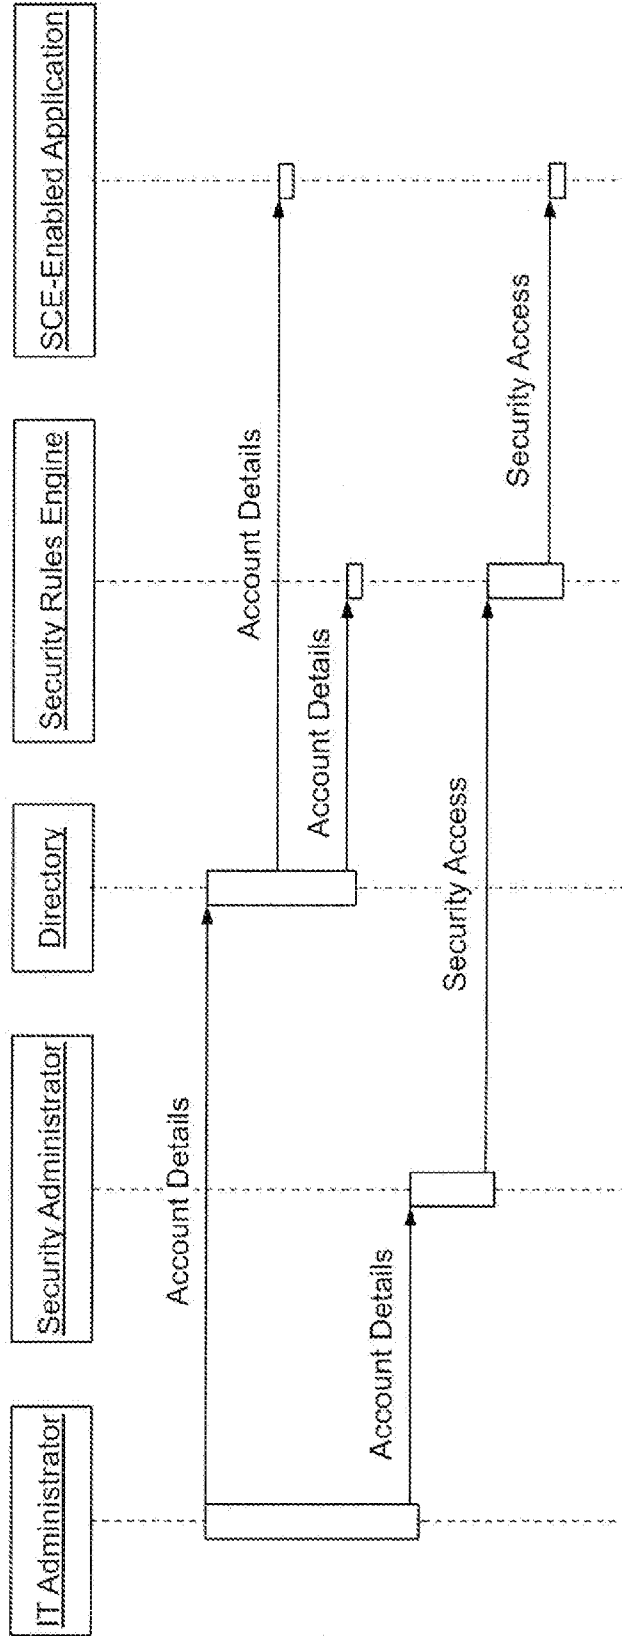 IT Administrator
Security Administrator
Directory
Security Rules Engine
SCE-Enabled Application
Account Details
Account Details
Account Details
Account Details
Security Access
Security Access